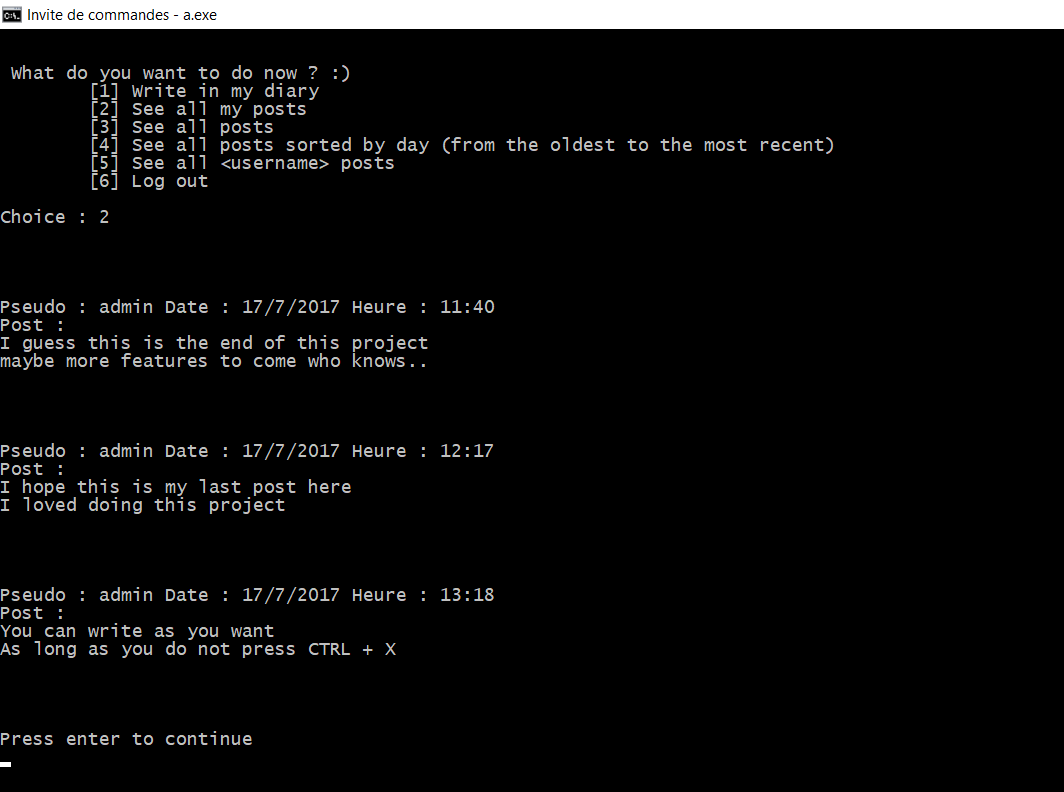 Invite de commandes - a.exe
What do you want to do now ? :)
[1] Write in my diary
[2] See all my posts
[3] See all posts
[4] See all posts sorted by day (from the oldest to the most recent)
[5] See all <username> posts
[6] Log out
Choice : 2
Pseudo : admin Date : 17/7/2017 Heure : 11:40
Post :
I guess this is the end of this project
maybe more features to come who knows..
Pseudo : admin Date : 17/7/2017 Heure : 12:17
Post :
I hope this is my last post here
I loved doing this project
Pseudo : admin Date : 17/7/2017 Heure : 13:18
Post :
You can write as you want
As long as you do not press CTRL + X
Press enter to continue